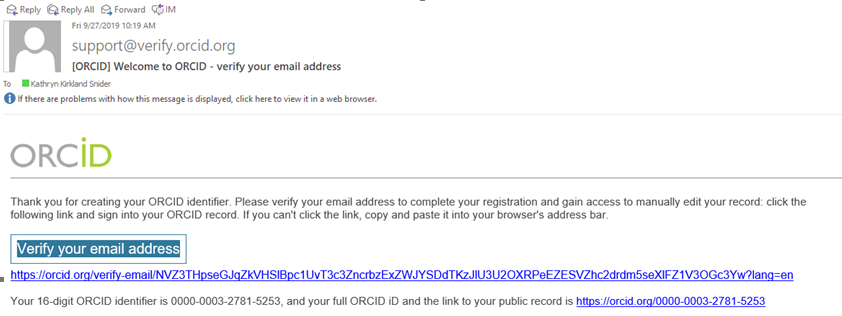 Reply Reply All Forward IM
Fri 9/27/2019 10:19 AM
support@verify.orcid.org
[ORCID] Welcome to ORCID - verify your email address
To Kathryn Kirkland Snider
If there are problems with how this message is displayed, click here to view it in a web browser.
ORCID
Thank you for creating your ORCID identifier. Please verify your email address to complete your registration and gain access to manually edit your record: click the
following link and sign into your ORCID record. If you can't click the link, copy and paste it into your browser's address bar.
Verify your email address
https://orcid.org/verify-email/NVZ3THpseGJqZkVHSlBpc1UvT3c3ZncrbzExZWJYSDdTKzJlU3U2OXRPeEZESVZhc2drdm5seXlFZ1V3OGc3Yw?lang=en
Your 16-digit ORCID identifier is 0000-0003-2781-5253, and your full ORCID iD and the link to your public record is https://orcid.org/0000-0003-2781-5253